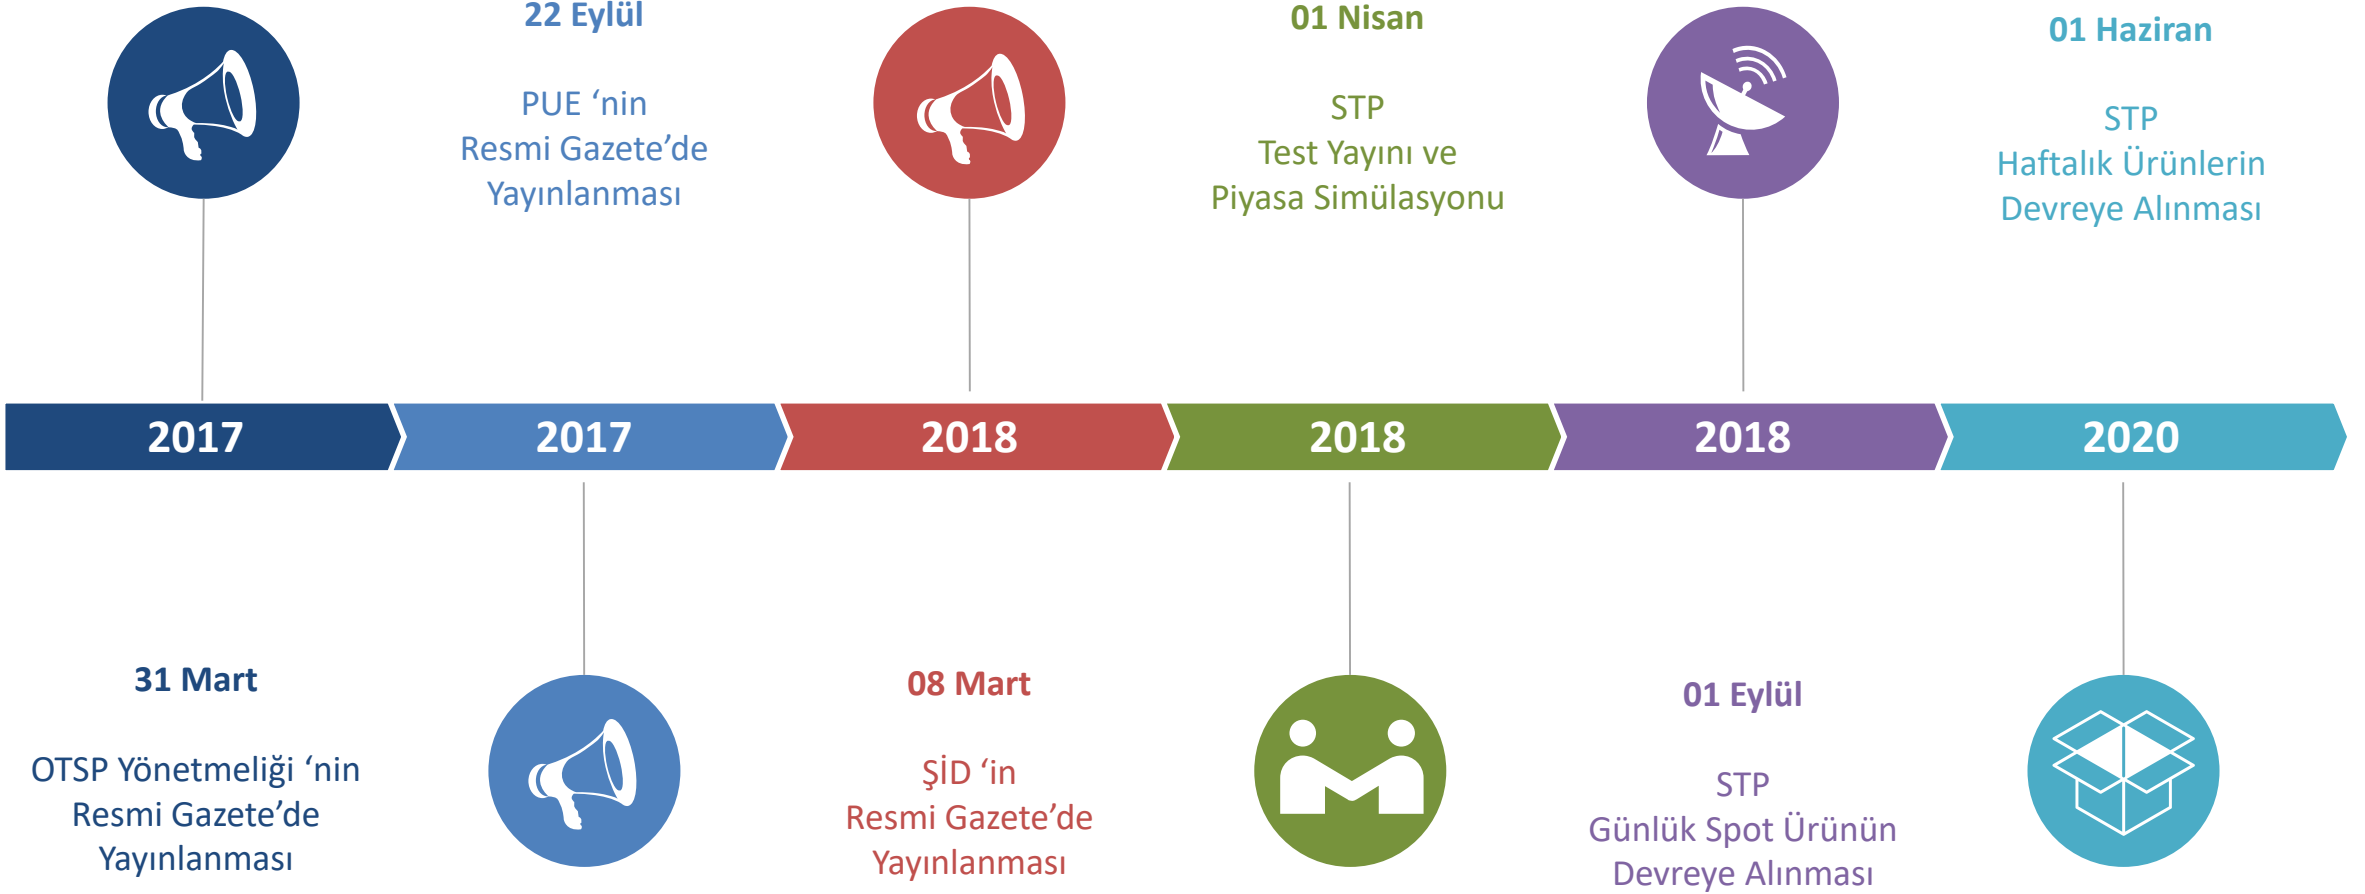 22 Eylül
PUE ‘nin
Resmi Gazete’de
Yayınlanması
01 Nisan
STP
Test Yayını ve
Piyasa Simülasyonu
01 Haziran
STP
Haftalık Ürünlerin
Devreye Alınması
2017
2017
2018
2018
2018
2020
31 Mart
OTSP Yönetmeliği ‘nin
Resmi Gazete’de
Yayınlanması
08 Mart
ŞİD ‘in
Resmi Gazete’de
Yayınlanması
01 Eylül
STP
Günlük Spot Ürünün
Devreye Alınması